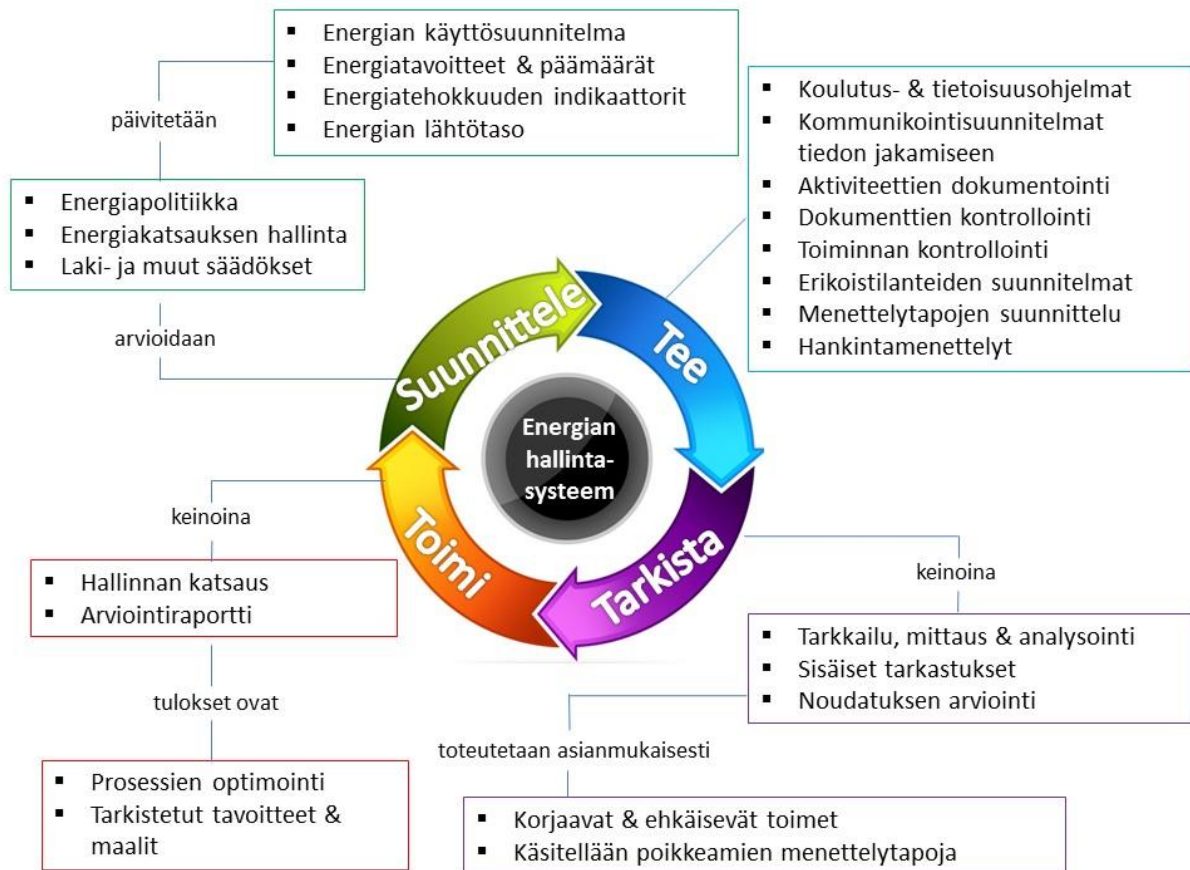 ▪ Energian käyttösuunnitelma
▪ Energiatavoitteet & päämäärät
▪ Energiatehokkuuden indikaattorit
▪ Energian lähtötaso
päivitetään
▪ Energiapolitiikka
▪ Energiakatsauksen hallinta
▪ Laki- ja muut säädökset
arvioidaan
▪ Koulutus- & tietoisuusohjelmat
▪ Kommunikointisuunnitelmat
tiedon jakamiseen
▪ Aktiviteettien dokumentointi
▪ Dokumenttien kontrollointi
▪ Toiminnan kontrollointi
▪ Erikoistilanteiden suunnitelmat
▪ Menettelytapojen suunnittelu
▪ Hankintamenettelyt
Suunnittele
Tee
Energian
hallinta-
systeem
Tarkista
Toimi
keinoina
▪ Hallinnan katsaus
▪ Arviointiraportti
tulokset ovat
▪ Prosessien optimointi
▪ Tarkistetut tavoitteet &
maalit
keinoina
▪ Tarkkailu, mittaus & analysointi
▪ Sisäiset tarkastukset
▪ Noudatuksen arviointi
toteutetaan asianmukaisesti
▪ Korjaavat & ehkäisevät toimet
▪ Käsitellään poikkeamien menettelytapoja